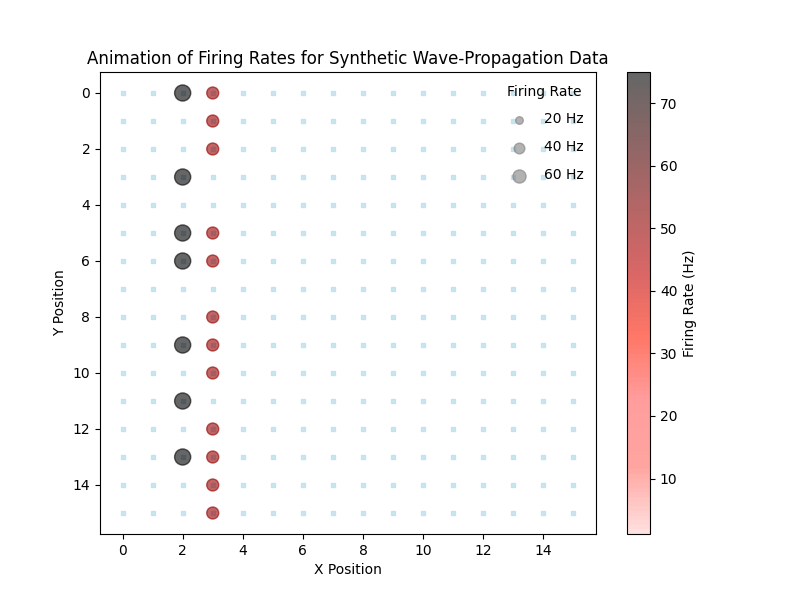 Animation of Firing Rates for Synthetic Wave-Propagation Data
Firing Rate
20 Hz
40 Hz
60 Hz
0
2
4
6
8
10
12
14
Y Position
0
2
4
6
8
10
12
14
X Position
70
60
50
40
30
20
10
Firing Rate (Hz)